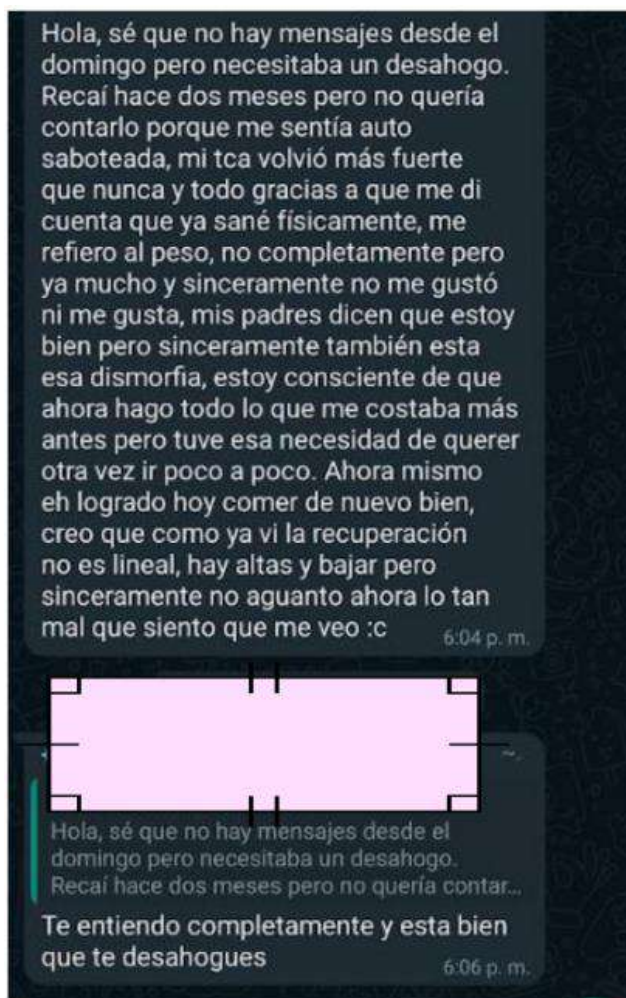 Hola, sé que no hay mensajes desde el
domingo pero necesitaba un desahogo.
Recaí hace dos meses pero no quería
contarlo porque me sentía auto
saboteada, mi tca volvió más fuerte
que nunca y todo gracias a que me di
cuenta que ya sané físicamente, me
refiero al peso, no completamente pero
ya mucho y sinceramente no me gustó
ni me gusta, mis padres dicen que estoy
bien pero sinceramente también esta
esa dismorfia, estoy consciente de que
ahora hago todo lo que me costaba más
antes pero tuve esa necesidad de querer
otra vez ir poco a poco. Ahora mismo
eh logrado hoy comer de nuevo bien,
creo que como ya vi la recuperación
no es lineal, hay altas y bajar pero
sinceramente no aguanto ahora lo tan
mal que siento que me veo :c
6:04 p. m.
~.
Hola, sé que no hay mensajes desde el
domingo pero necesitaba un desahogo.
Recaí hace dos meses pero no quería contar...
Te entiendo completamente y esta bien
que te desahogues
6:06 p. m.